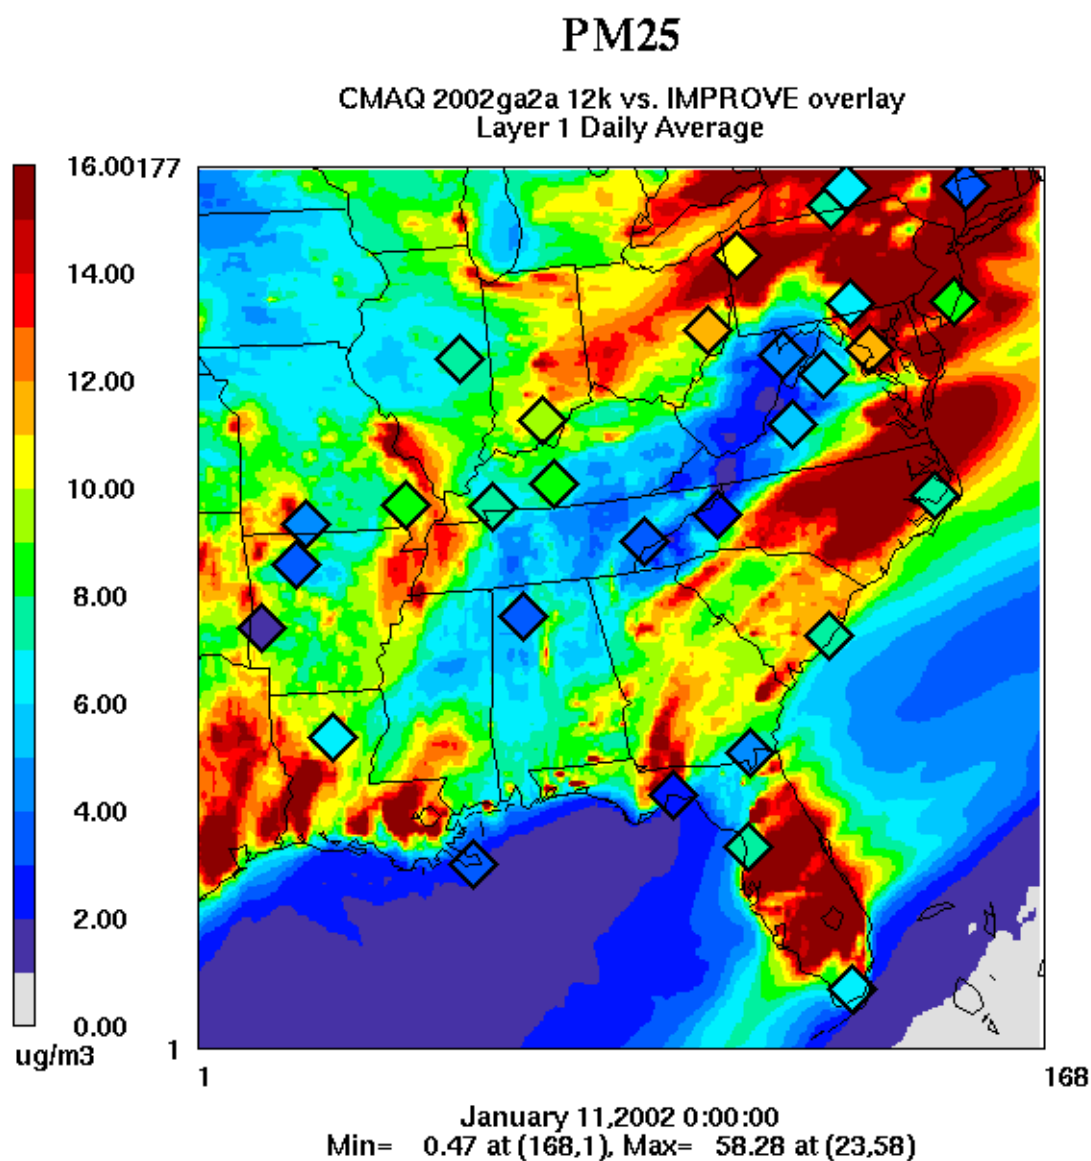 PM25
CMAQ 2002ga2a 12k vs. IMPROVE overlay
Layer 1 Daily Average
16.00
177
14.00
12.00
10.00
8.00
6.00
4.00
2.00
0.00
ug/m3
1
1
168
January 11,2002 0:00:00
Min= 0.47 at (168,1), Max= 58.28 at (23,58)